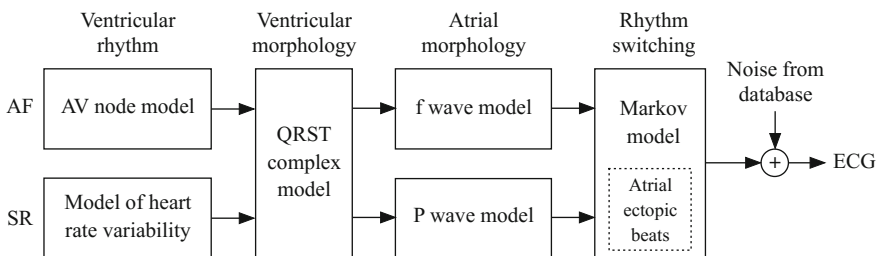 Ventricular
rhythm
Ventricular
morphology
Atrial
morphology
Rhythm
switching
AF
AV node model
QRST
complex
model
f wave model
Markov
model
Noise from
database
+
ECG
SR
Model of heart
rate variability
P wave model
Atrial
ectopic
beats